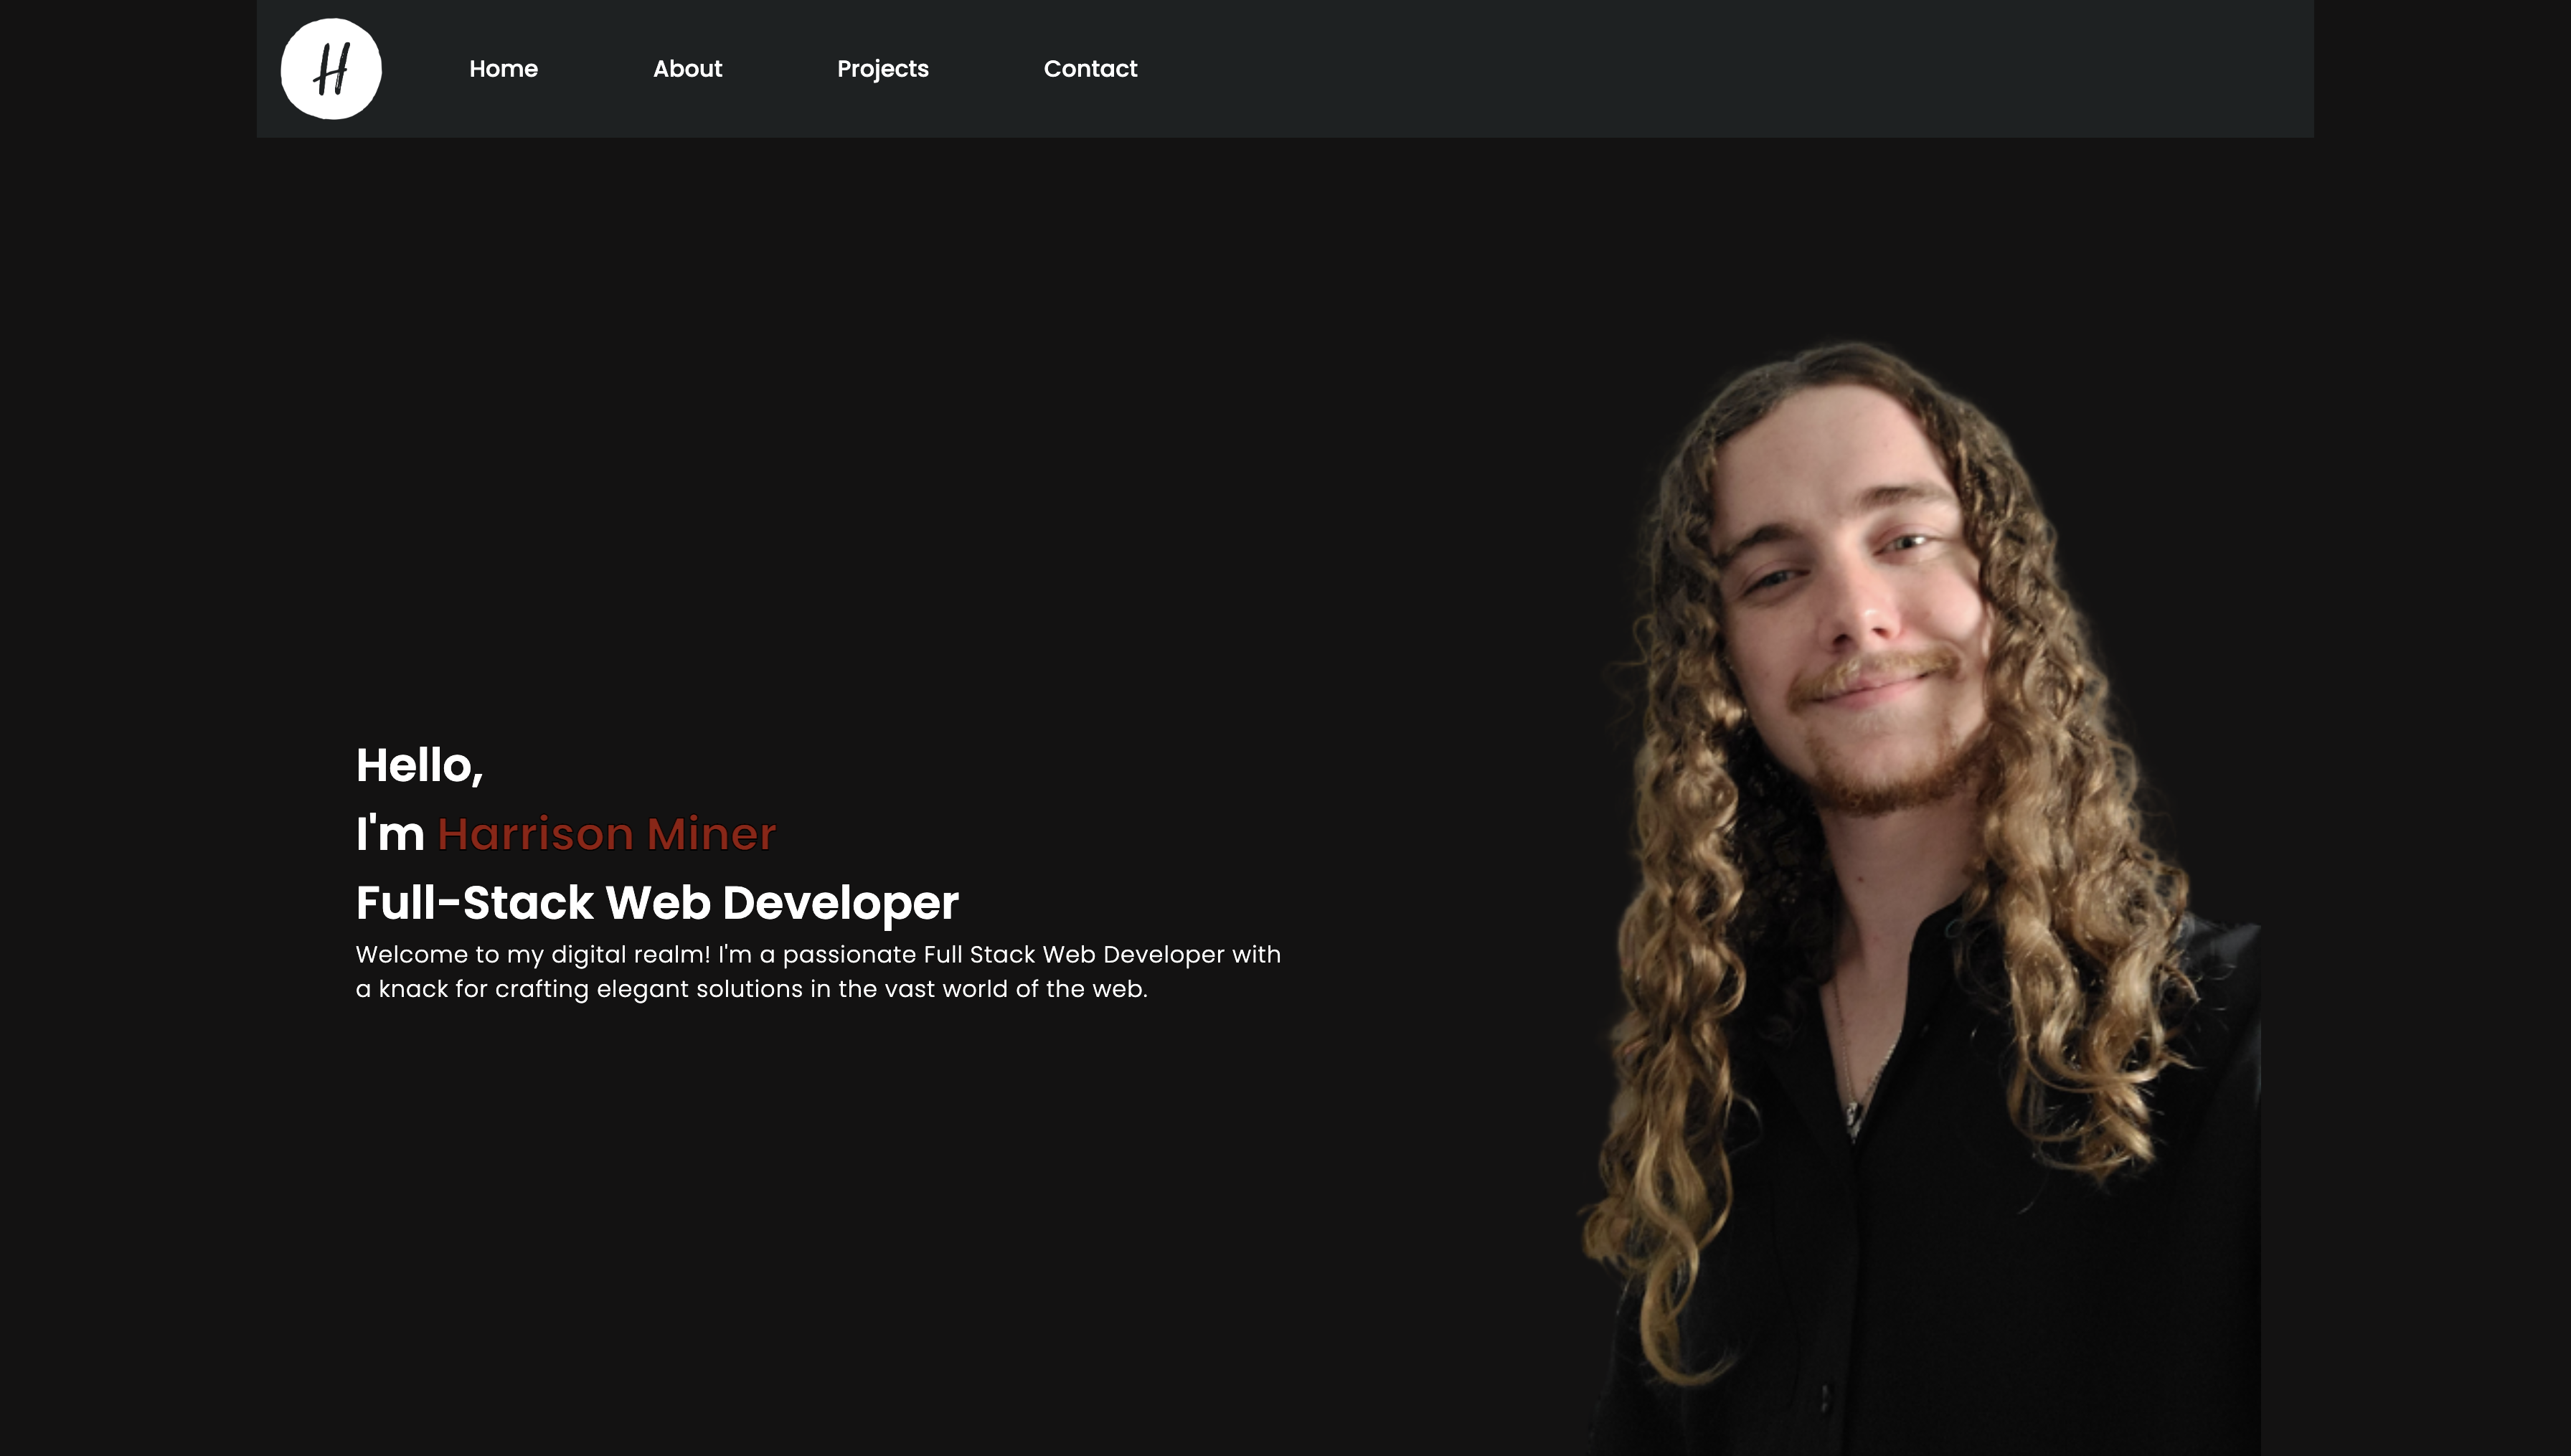 H
Home About Projects Contact
Hello,
I'm Harrison Miner
Full-Stack Web Developer
Welcome to my digital realm! I'm a passionate Full Stack Web Developer with
a knack for crafting elegant solutions in the vast world of the web.